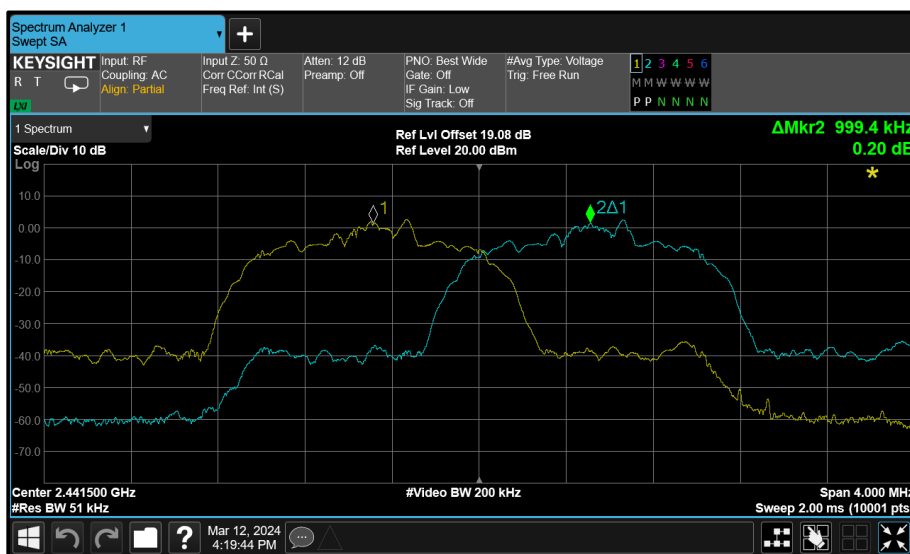 Spectrum Analyzer 1
Swept SA
+
KEYSIGHT
R T
LXI
Input: RF
Coupling: AC
Align: Partial
Input Z: 50 Ω
Corr CCorr RCal
Freq Ref: Int (S)
Atten: 12 dB
Preamp: Off
PNO: Best Wide
Gate: Off
IF Gain: Low
Sig Track: Off
#Avg Type: Voltage
Trig: Free Run
1 2 3 4 5 6
M M W W W W
P P N N N N
1 Spectrum
Ref Lvl Offset 19.08 dB
ΔMkr2 999.4 kHz
Scale/Div 10 dB
Ref Level 20.00 dBm
0.20 dB
Log
*
10.0
0.00
-10.0
-20.0
-30.0
-40.0
-50.0
-60.0
-70.0
1
2Δ1
Center 2.441500 GHz
#Video BW 200 kHz
Span 4.000 MHz
#Res BW 51 kHz
Sweep 2.00 ms (10001 pts
?
Mar 12, 2024
4:19:44 PM